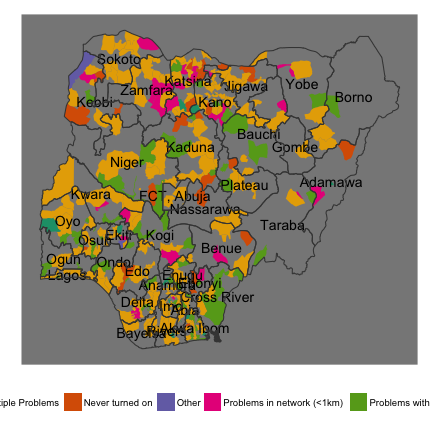 Sokoto
Katsina
Jigawa
Yobe
Borno
Zamfara
Kebbi
Kano
Bauchi
Gombe
Kaduna
Niger
Plateau
Adamawa
Kwara
FCT, Abuja
Nassarawa
Oyo
Taraba
Osun
Ekiti
Kogi
Benue
Ogun
Ondo
Lagos
Edo
Enugu
Anambra
Ebonyi
Cross River
Delta
Imo
Abia
Bayelsa
Rivers
Akwa Ibom
tiple Problems Never turned on Other Problems in network (<1km) Problems with